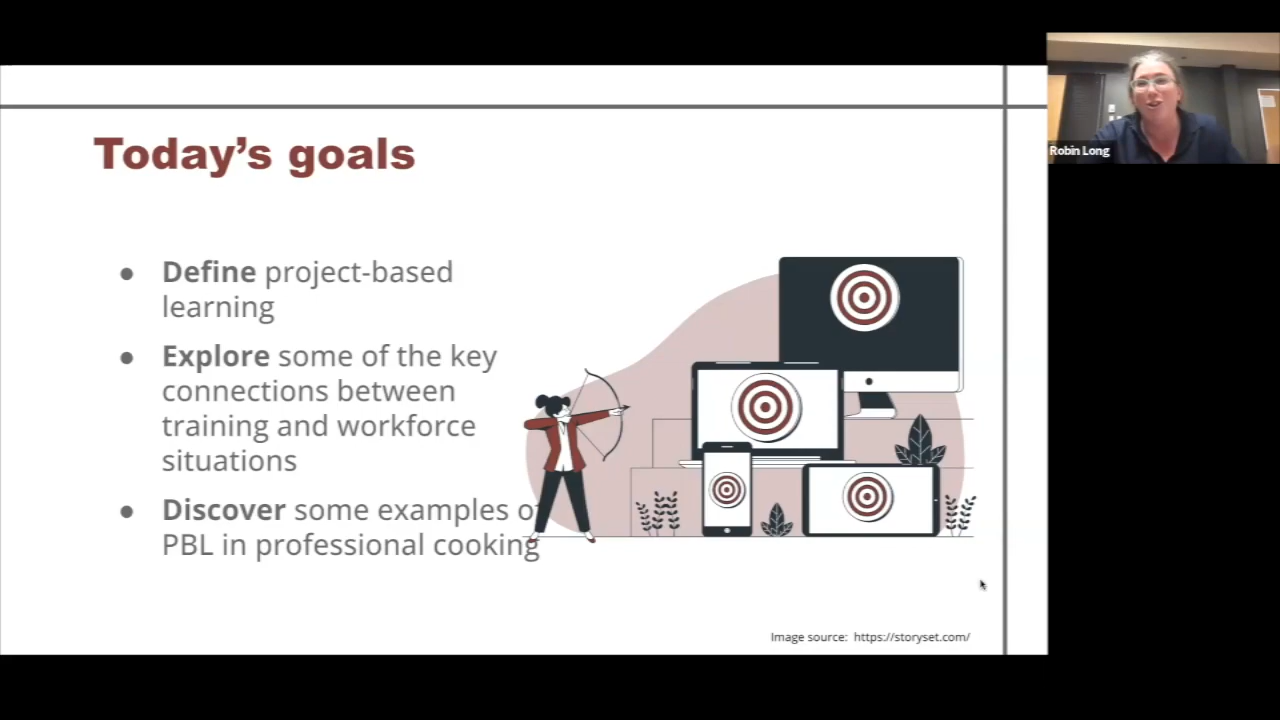 Today's goals
● Define project-based
learning
● Explore some of the key
connections between
training and workforce
situations
● Discover some examples of
PBL in professional cooking
Image source: https://storyset.com/
Robin Long